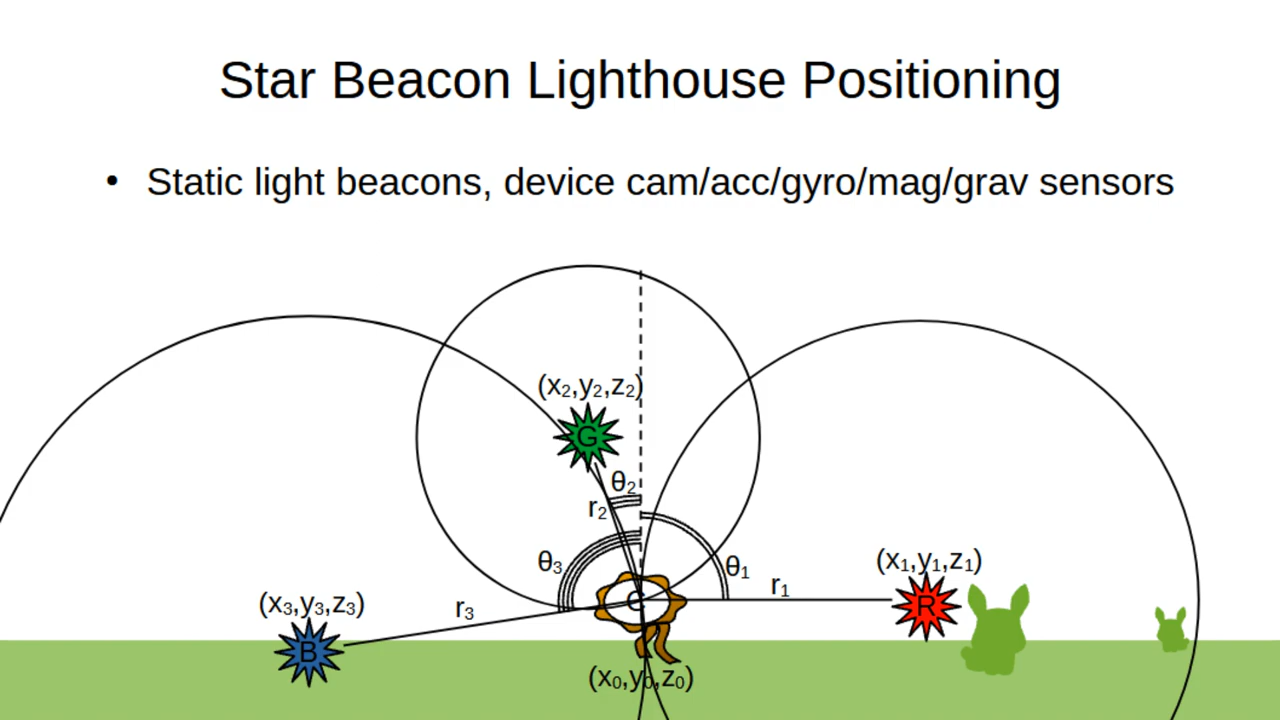 Star Beacon Lighthouse Positioning
• Static light beacons, device cam/acc/gyro/mag/grav sensors
(x₂,y₂,z₂)
G
θ₂
r₂
θ₃
θ₁
(x₁,y₁,z₁)
r₁
(x₃,y₃,z₃)
r₃
C
R
B
(x₀,y₀,z₀)